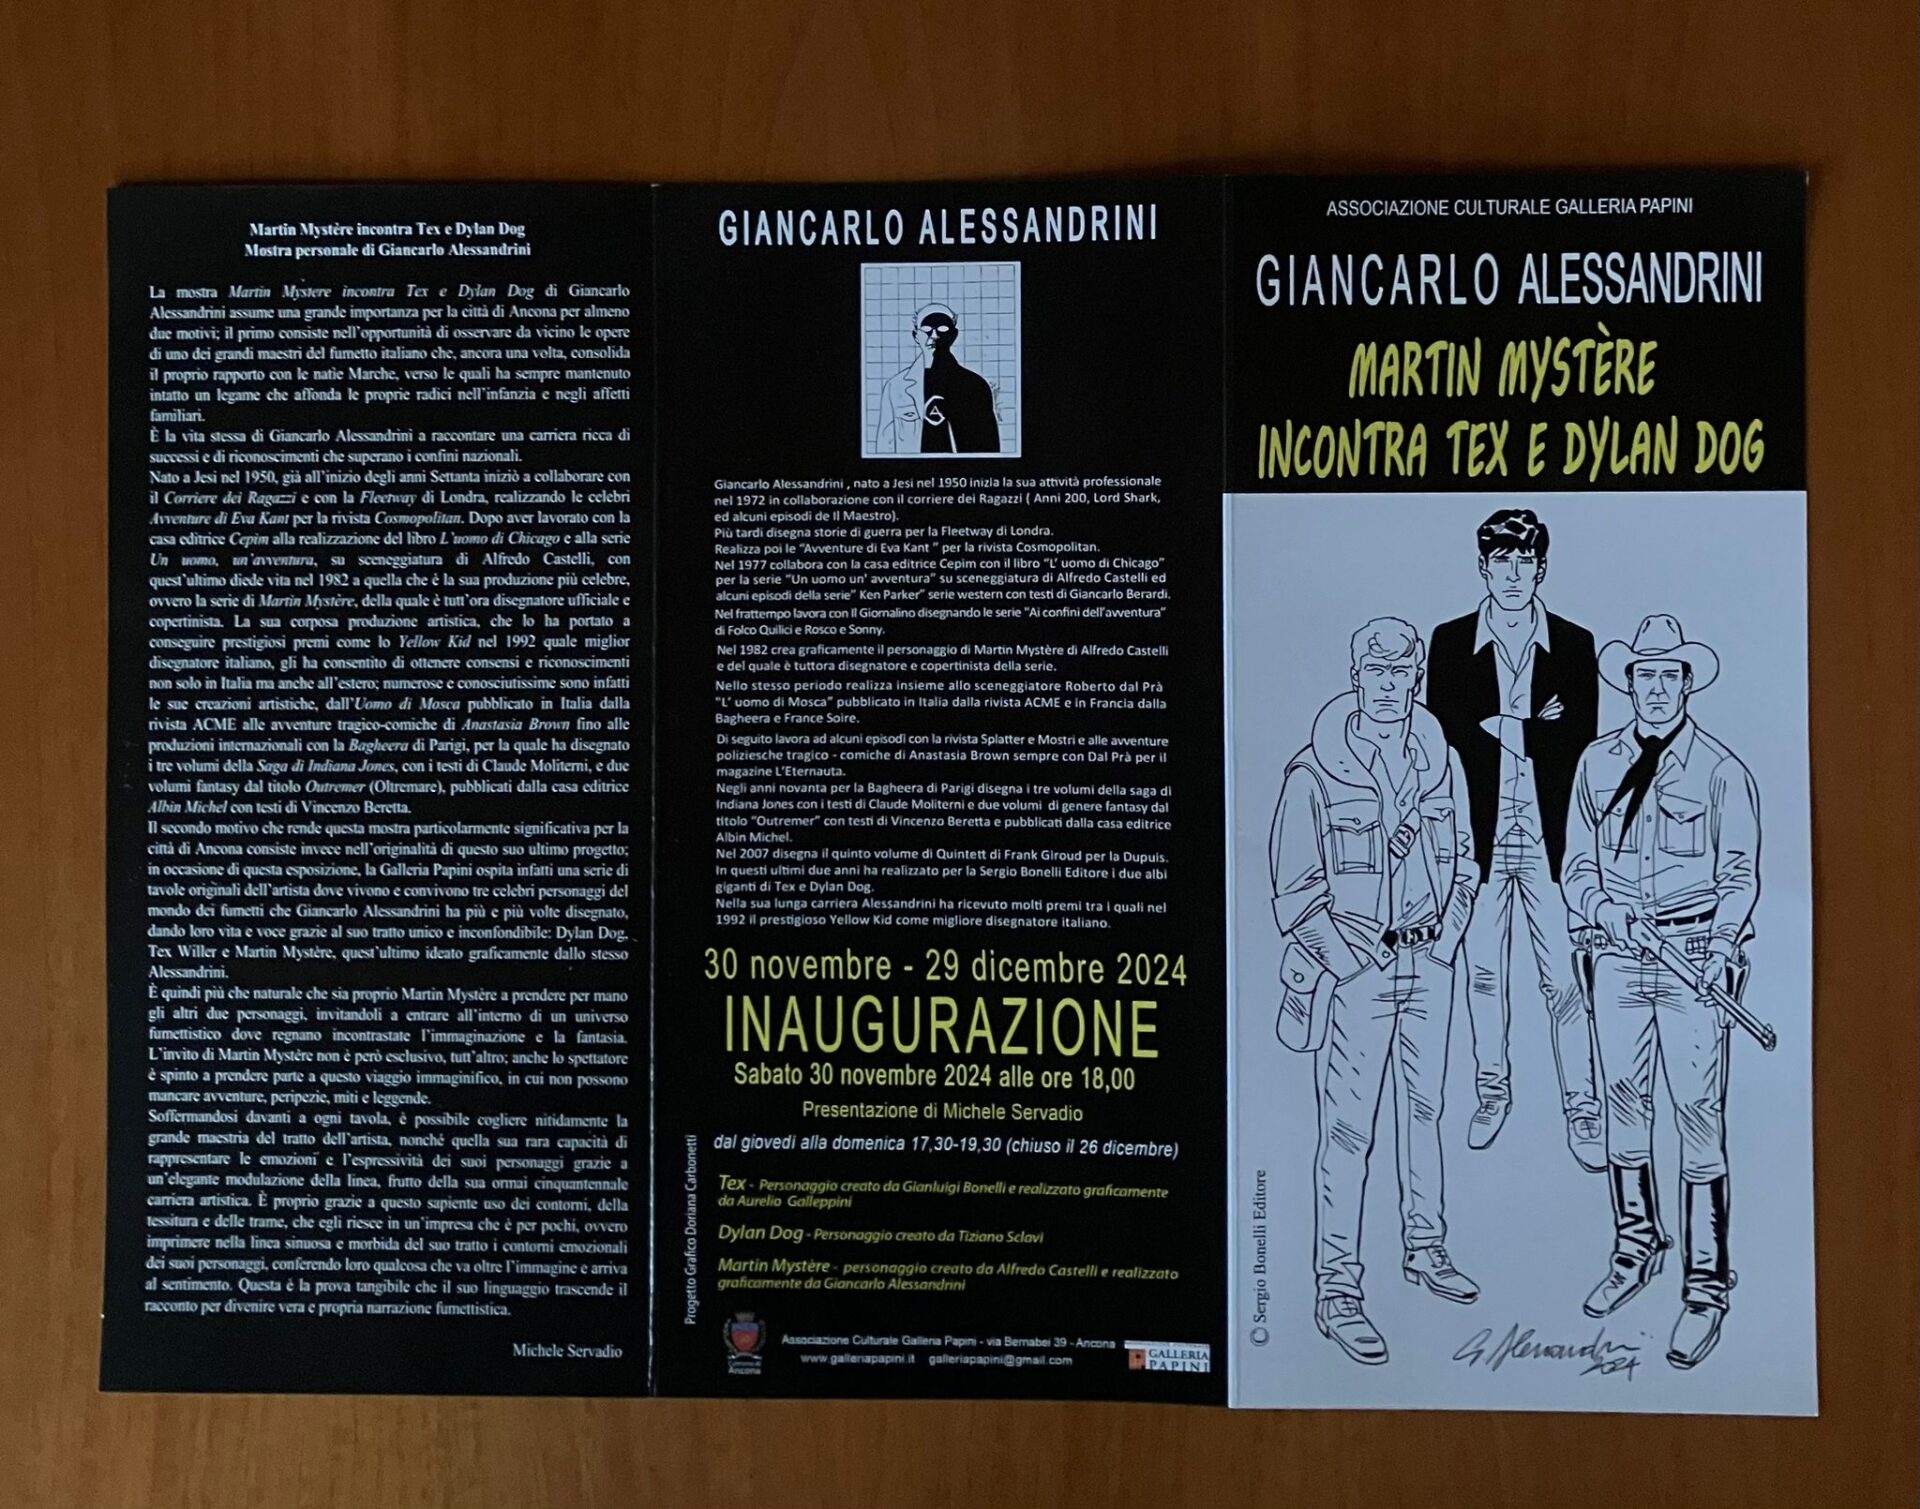 Martin Mystère incontra Tex e Dylan Dog
Mostra personale di Giancarlo Alessandrini
La mostra Martin Mystere incontra Tex e Dylan Dog di Giancarlo
Alessandrini assume una grande importanza per la città di Ancona per almeno
due motivi; il primo consiste nell'opportunità di osservare da vicino le opere
di uno dei grandi maestri del fumetto italiano che, ancora una volta, consolida
il proprio rapporto con le natie Marche, verso le quali ha sempre mantenuto
intatto un legame che affonda le proprie radici nell'infanzia e negli affetti
familiari.
È la vita stessa di Giancarlo Alessandrini a raccontare una carriera ricca di
successi e di riconoscimenti che superano i confini nazionali.
Nato a Jesi nel 1950, già all'inizio degli anni Settanta iniziò a collaborare con
il Corriere dei Ragazzi e con la Fleetway di Londra, realizzando le celebri
Avventure di Eva Kant per la rivista Cosmopolitan. Dopo aver lavorato con la
casa editrice Cepim alla realizzazione del libro L'uomo di Chicago e alla serie
Un uomo, un'avventura, su sceneggiatura di Alfredo Castelli, con
quest'ultimo diede vita nel 1982 a quella che è la sua produzione più celebre,
ovvero la serie di Martin Mystère, della quale è tutt'ora disegnatore ufficiale e
copertinista. La sua corposa produzione artistica, che lo ha portato a
conseguire prestigiosi premi come lo Yellow Kid nel 1992 quale miglior
disegnatore italiano, gli ha consentito di ottenere consensi e riconoscimenti
non solo in Italia ma anche all'estero; numerose e conosciutissime sono infatti
le sue creazioni artistiche, dall'Uomo di Mosca pubblicato in Italia dalla
rivista ACME alle avventure tragico-comiche di Anastasia Brown fino alle
produzioni internazionali con la Bagheera di Parigi, per la quale ha disegnato
i tre volumi della Saga di Indiana Jones, con i testi di Claude Moliterni, e due
volumi fantasy dal titolo Outremer (Oltremare), pubblicati dalla casa editrice
Albin Michel con testi di Vincenzo Beretta.
Il secondo motivo che rende questa mostra particolarmente significativa per la
città di Ancona consiste invece nell'originalità di questo suo ultimo progetto;
in occasione di questa esposizione, la Galleria Papini ospita infatti una serie di
tavole originali dell'artista dove vivono e convivono tre celebri personaggi del
mondo dei fumetti che Giancarlo Alessandrini ha più e più volte disegnato,
dando loro vita e voce grazie al suo tratto unico e inconfondibile: Dylan Dog,
Tex Willer e Martin Mystère, quest'ultimo ideato graficamente dallo stesso
Alessandrini.
È quindi più che naturale che sia proprio Martin Mystère a prendere per mano
gli altri due personaggi, invitandoli a entrare all'interno di un universo
fumettistico dove regnano incontrastate l'immaginazione e la fantasia.
L'invito di Martin Mystère non è però esclusivo, tutt'altro; anche lo spettatore
è spinto a prendere parte a questo viaggio immaginifico, in cui non possono
mancare avventure, peripezie, miti e leggende.
Soffermandosi davanti a ogni tavola, è possibile cogliere nitidamente la
grande maestria del tratto dell'artista, nonché quella sua rara capacità di
rappresentare le emozioni e l'espressività dei suoi personaggi grazie a
un'elegante modulazione della linea, frutto della sua ormai cinquantennale
carriera artistica. È proprio grazie a questo sapiente uso dei contorni, della
tessitura e delle trame, che egli riesce in un'impresa che è per pochi, ovvero
imprimere nella linea sinuosa e morbida del suo tratto i contorni emozionali
dei suoi personaggi, conferendo loro qualcosa che va oltre l'immagine e arriva
al sentimento. Questa è la prova tangibile che il suo linguaggio trascende il
racconto per divenire vera e propria narrazione fumettistica.
Michele Servadio
GIANCARLO ALESSANDRINI
Giancarlo Alessandrini , nato a Jesi nel 1950 inizia la sua attività professionale
nel 1972 in collaborazione con il corriere dei Ragazzi ( Anni 200, Lord Shark,
ed alcuni episodi de Il Maestro).
Più tardi disegna storie di guerra per la Fleetway di Londra.
Realizza poi le "Avventure di Eva Kant " per la rivista Cosmopolitan.
Nel 1977 collabora con la casa editrice Cepim con il libro "L' uomo di Chicago"
per la serie "Un uomo un' avventura" su sceneggiatura di Alfredo Castelli ed
alcuni episodi della serie" Ken Parker" serie western con testi di Giancarlo Berardi.
Nel frattempo lavora con Il Giornalino disegnando le serie "Ai confini dell'avventura"
di Folco Quilici e Rosco e Sonny.
Nel 1982 crea graficamente il personaggio di Martin Mystère di Alfredo Castelli
e del quale è tuttora disegnatore e copertinista della serie.
Nello stesso periodo realizza insieme allo sceneggiatore Roberto dal Prà
"L' uomo di Mosca" pubblicato in Italia dalla rivista ACME e in Francia dalla
Bagheera e France Soire.
Di seguito lavora ad alcuni episodi con la rivista Splatter e Mostri e alle avventure
poliziesche tragico - comiche di Anastasia Brown sempre con Dal Prà per il
magazine L'Eternauta.
Negli anni novanta per la Bagheera di Parigi disegna i tre volumi della saga di
Indiana Jones con i testi di Claude Moliterni e due volumi di genere fantasy dal
titolo "Outremer" con testi di Vincenzo Beretta e pubblicati dalla casa editrice
Albin Michel.
Nel 2007 disegna il quinto volume di Quintett di Frank Giroud per la Dupuis.
In questi ultimi due anni ha realizzato per la Sergio Bonelli Editore i due albi
giganti di Tex e Dylan Dog.
Nella sua lunga carriera Alessandrini ha ricevuto molti premi tra i quali nel
1992 il prestigioso Yellow Kid come migliore disegnatore italiano.
30 novembre - 29 dicembre 2024
INAUGURAZIONE
Sabato 30 novembre 2024 alle ore 18,00
Presentazione di Michele Servadio
dal giovedi alla domenica 17,30-19,30 (chiuso il 26 dicembre)
Tex - Personaggio creato da Gianluigi Bonelli e realizzato graficamente
da Aurelio Galleppini
Dylan Dog - Personaggio creato da Tiziano Sclavi
Martin Mystère - personaggio creato da Alfredo Castelli e realizzato
graficamente da Giancarlo Alessandrini
Progetto Grafico Doriana Carbonetti
Comune di
Ancona
Associazione Culturale Galleria Papini - via Bernabei 39 - Ancona
www.galleriapapini.it galleriapapini@gmail.com
GALLERIA
PAPINI
ASSOCIAZIONE CULTURALE GALLERIA PAPINI
GIANCARLO ALESSANDRINI
MARTIN MYSTÈRE
INCONTRA TEX E DYLAN DOG
© Sergio Bonelli Editore
G. Alessandrini
2024